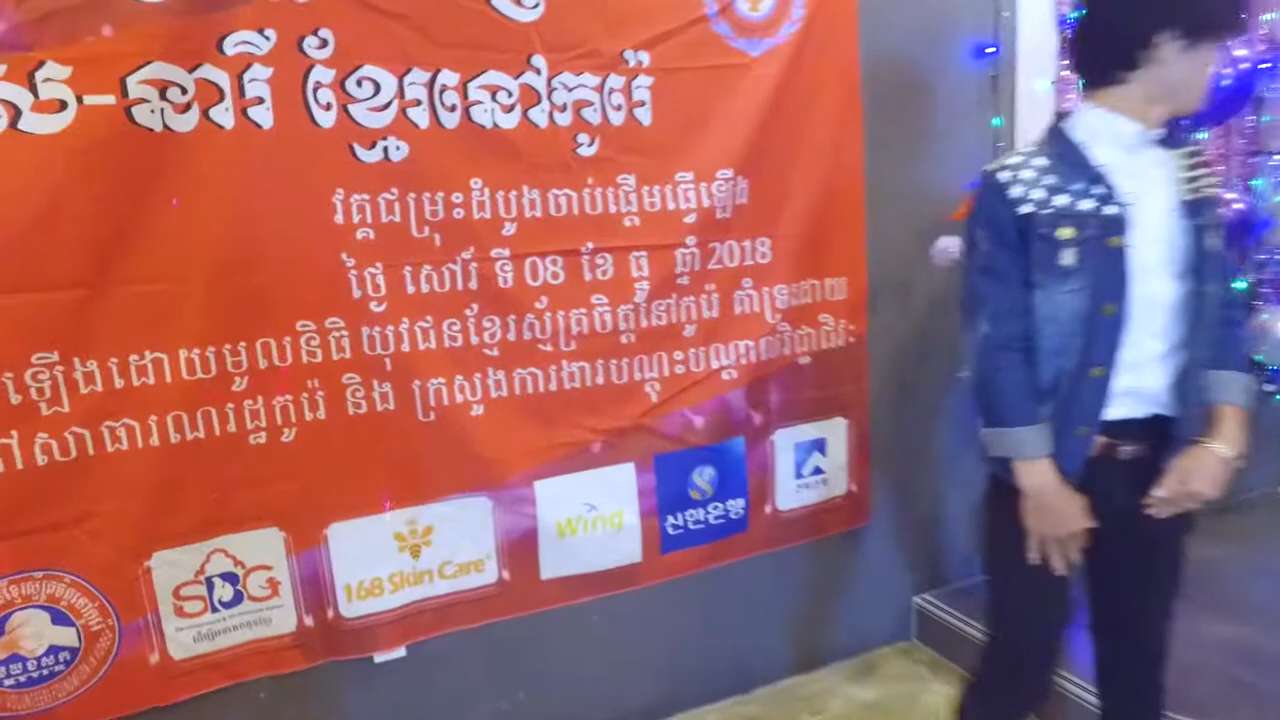 ស-នារី ខ្មែរនៅកូរ៉េ
វគ្គជម្រុះដំបូងចាប់ផ្តើមធ្វើឡើង
ថ្ងៃ សៅរ៍ ទី 08 ខែ ធ្នូ ឆ្នាំ 2018
ឡើងដោយមូលនិធិ យុវជនខ្មែរស្ម័គ្រចិត្តនៅកូរ៉េ គាំទ្រដោយ
នៅសាធារណរដ្ឋកូរ៉េ និង ក្រសួងការងារបណ្តុះបណ្តាលវិជ្ជាជីវៈ
SBG
168 Skin Care
Wing
신한은행
KYVFK